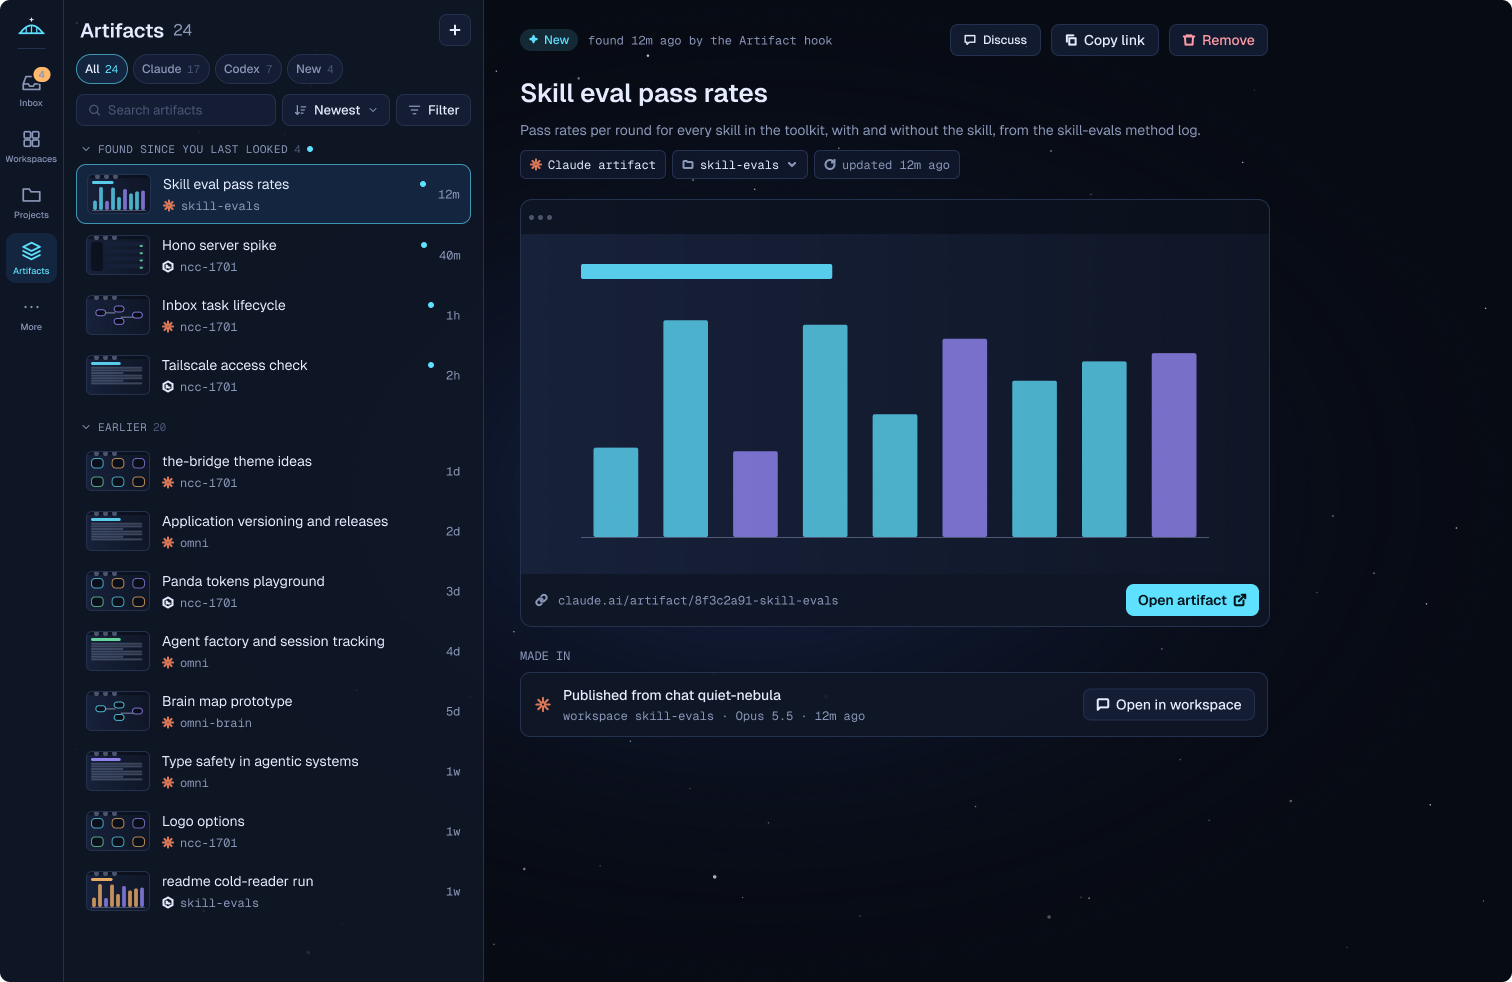 Artifacts 24
All 24
Claude 17
Codex 7
New 4
Search artifacts
Newest
Filter
FOUND SINCE YOU LAST LOOKED 4
Skill eval pass rates
skill-evals
12m
Hono server spike
ncc-1701
40m
Inbox task lifecycle
ncc-1701
1h
Tailscale access check
ncc-1701
2h
EARLIER 20
the-bridge theme ideas
ncc-1701
1d
Application versioning and releases
omni
2d
Panda tokens playground
ncc-1701
3d
Agent factory and session tracking
omni
4d
Brain map prototype
omni-brain
5d
Type safety in agentic systems
omni
1w
Logo options
ncc-1701
1w
readme cold-reader run
skill-evals
1w
4
Inbox
Workspaces
Projects
Artifacts
More
New
found 12m ago by the Artifact hook
Discuss
Copy link
Remove
Skill eval pass rates
Pass rates per round for every skill in the toolkit, with and without the skill, from the skill-evals method log.
Claude artifact
skill-evals
updated 12m ago
claude.ai/artifact/8f3c2a91-skill-evals
Open artifact
MADE IN
Published from chat quiet-nebula
workspace skill-evals · Opus 5.5 · 12m ago
Open in workspace